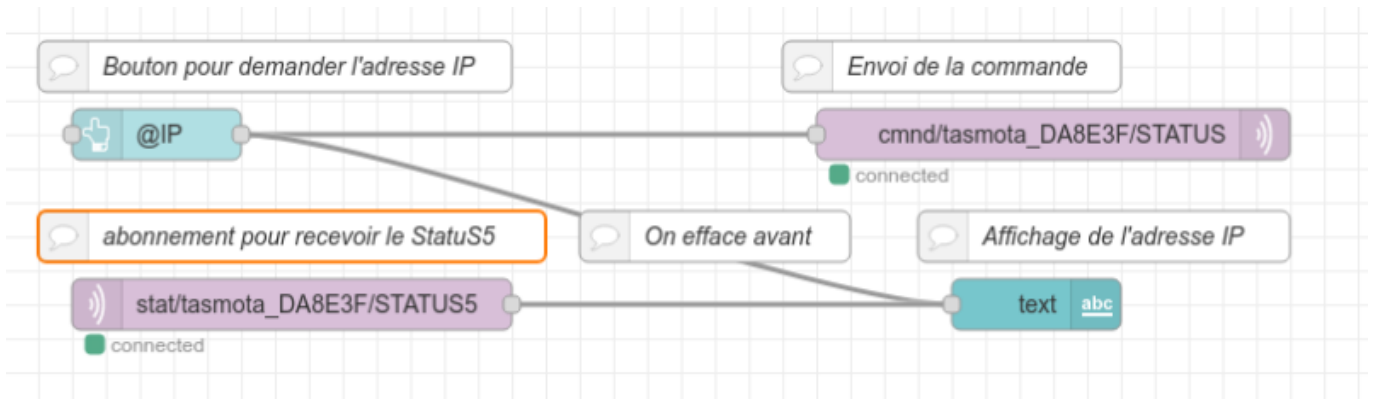 Bouton pour demander l'adresse IP
Envoi de la commande
@IP
cmnd/tasmota_DA8E3F/STATUS
connected
abonnement pour recevoir le StatuS5
On efface avant
Affichage de l'adresse IP
stat/tasmota_DA8E3F/STATUS5
text
abc
connected